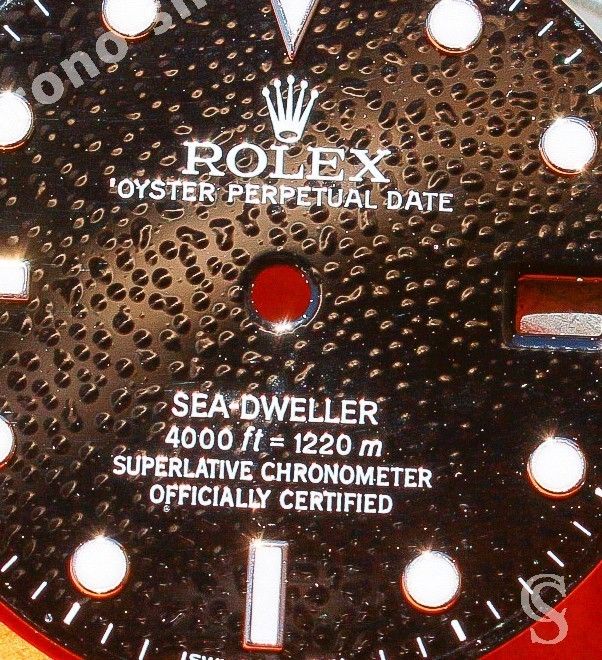 ROLEX
OYSTER PERPETUAL DATE
SEA-DWELLER
4000 ft = 1220 m
SUPERLATIVE CHRONOMETER
OFFICIALLY CERTIFIED